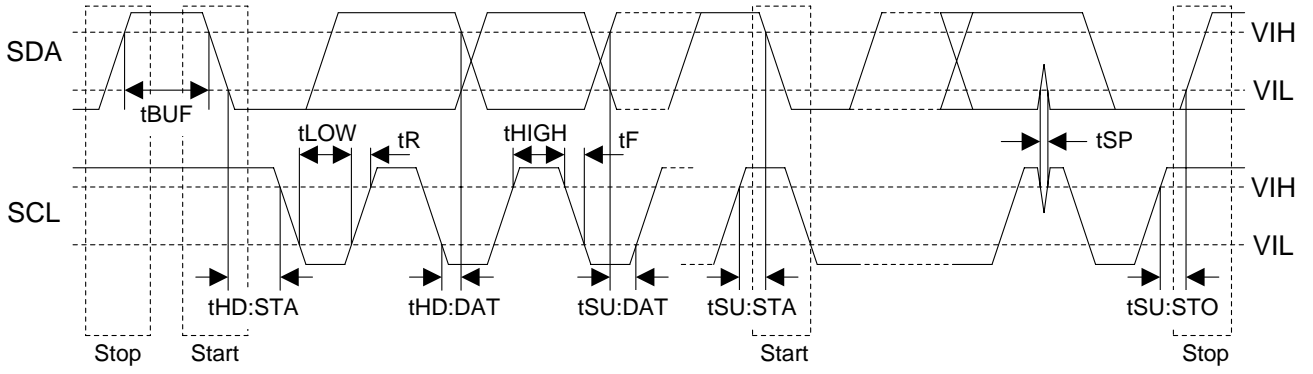 SDA
VIH
VIL
tBUF
tLOW
tR
tHIGH
tF
tSP
SCL
VIH
VIL
tHD:STA
tHD:DAT
tSU:DAT
tSU:STA
tSU:STO
Stop
Start
Start
Stop